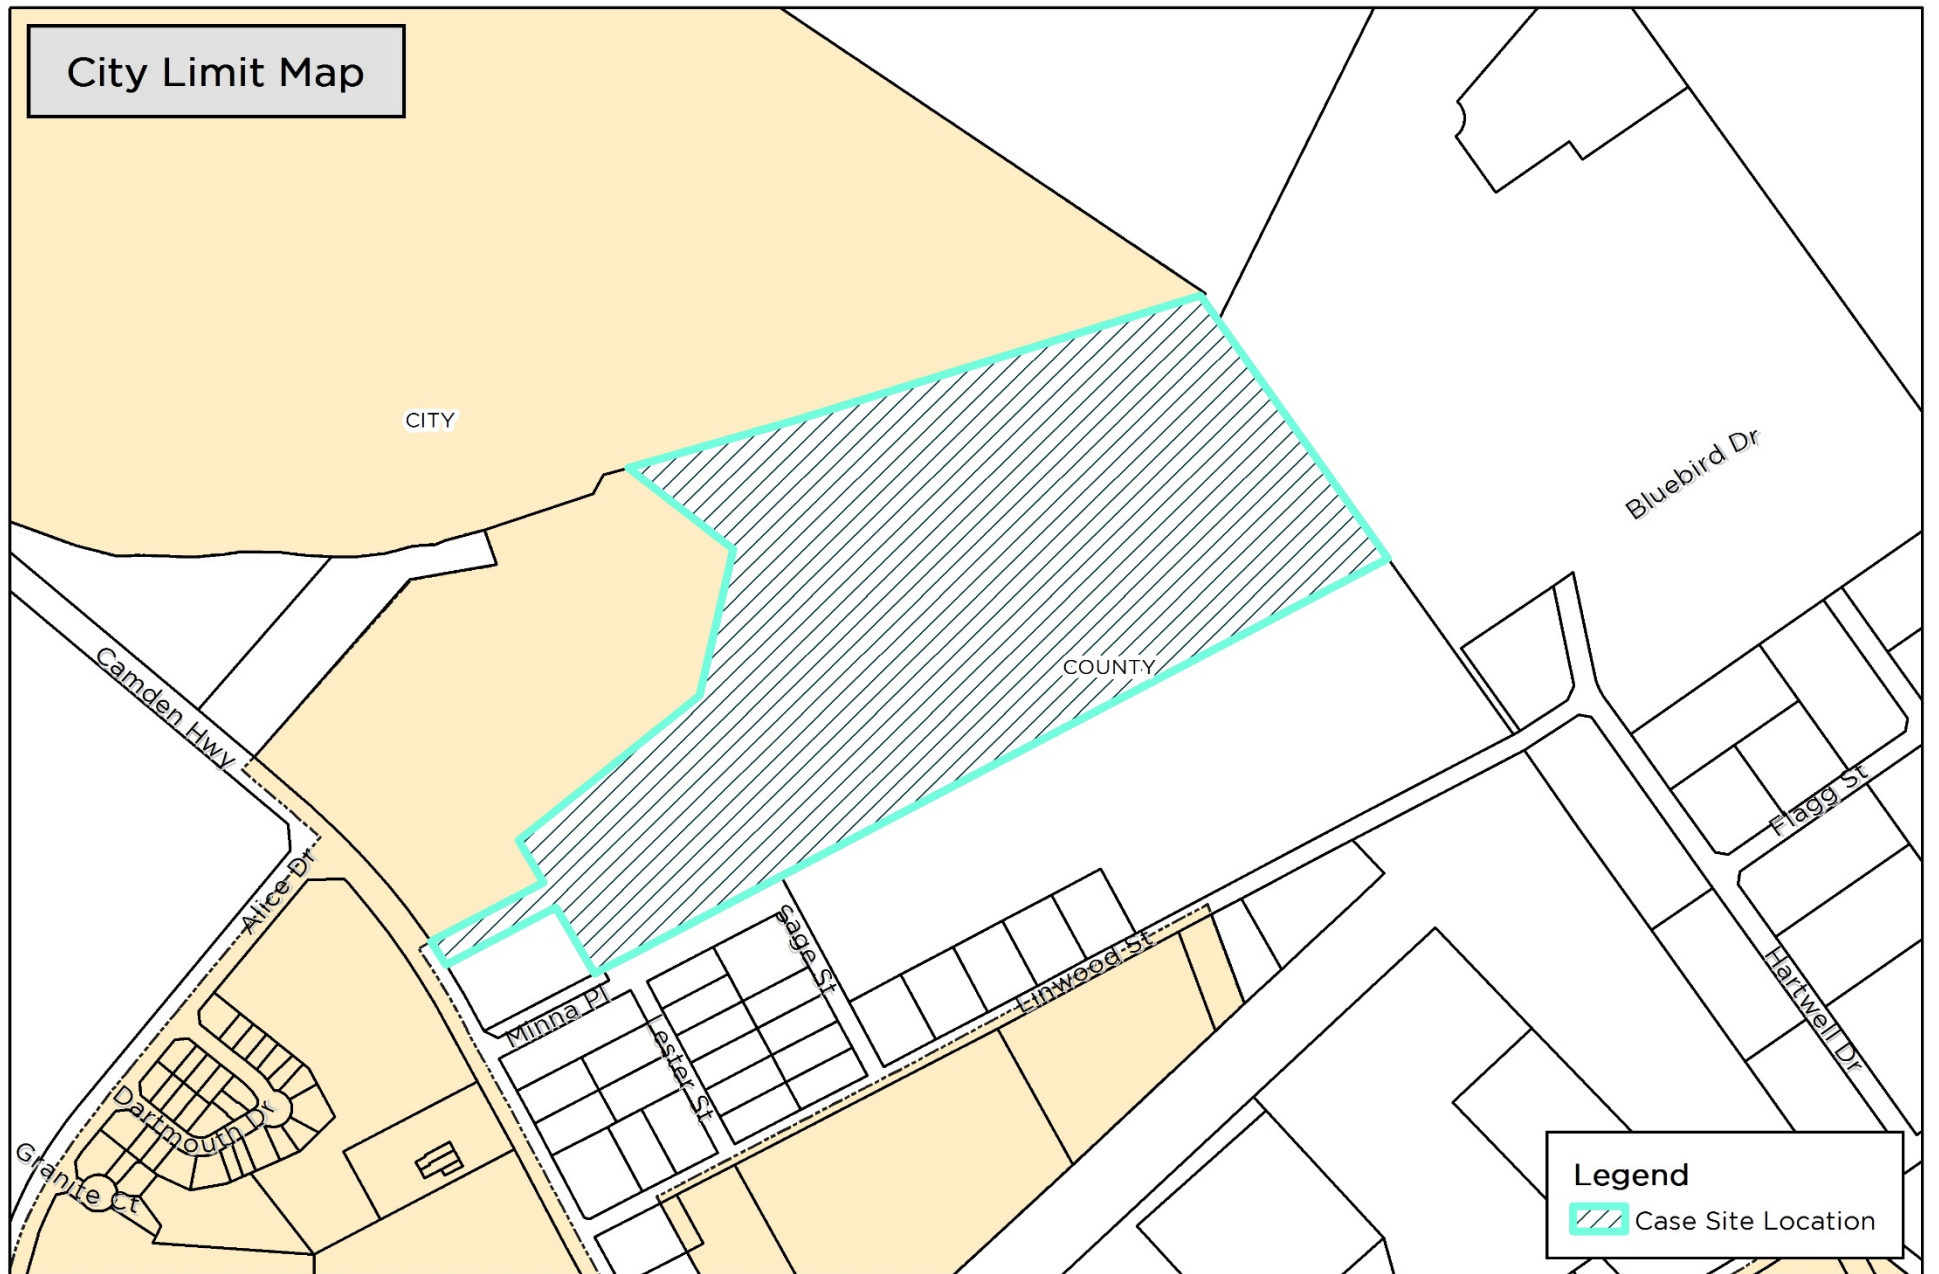 City Limit Map
CITY
Bluebird Dr
COUNTY
Camden Hwy
Flagg St
Alice Dr
Sage St
Linwood St
Hartwell Dr
Minna Pl
Lester St
Dartmouth Dr
Granite Ct
Legend
Case Site Location